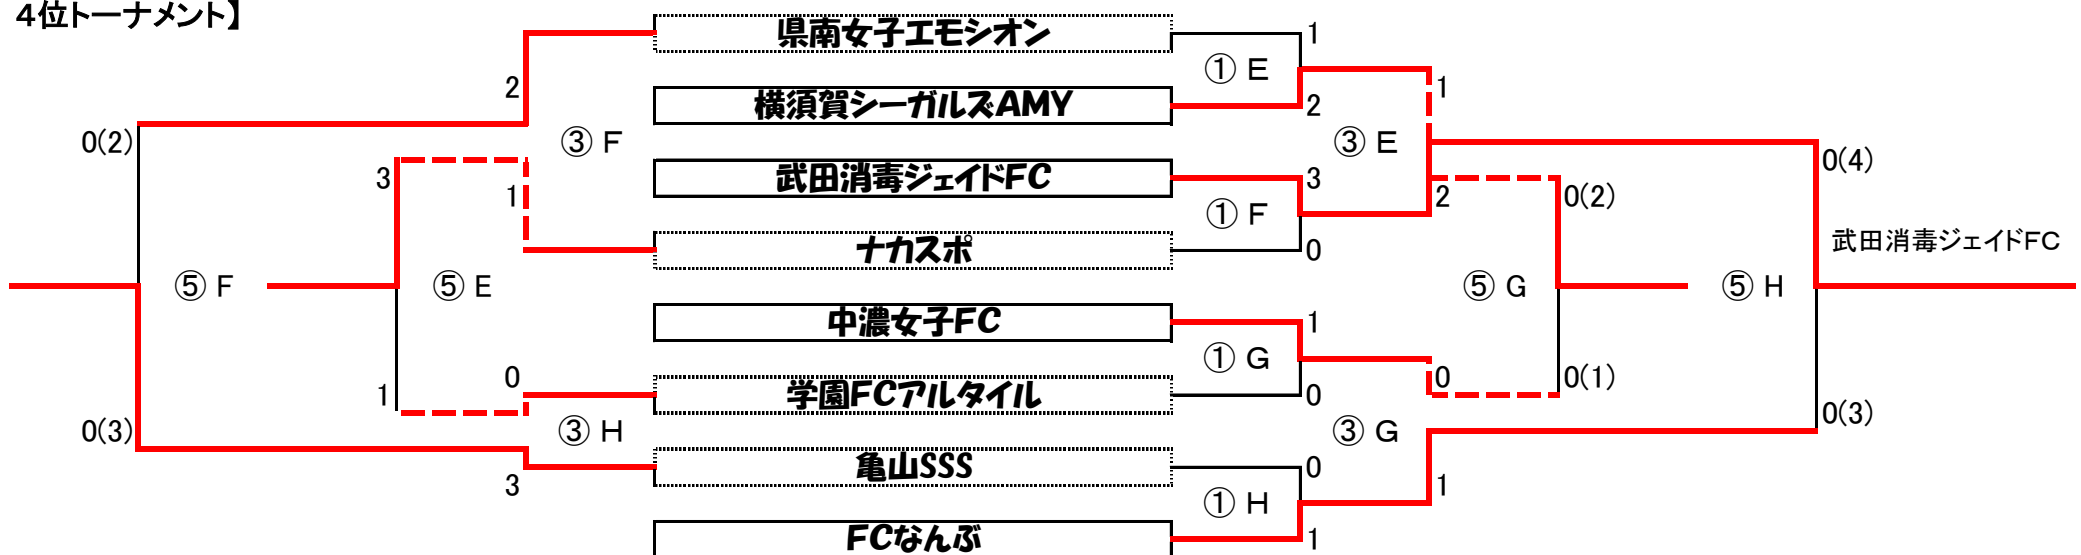 4位トーナメント】
県南女子エモシオン
1
① E
2
横須賀シーガルズAMY
2
1
0(2)
③ F
③ E
0(4)
3
1
武田消毒ジェイドFC
3
① F
2
0(2)
ナカスポ
0
武田消毒ジェイドFC
⑤ F
⑤ E
⑤ G
⑤ H
中濃女子FC
1
① G
1
0
学園FCアルタイル
0
0
0(1)
0(3)
③ H
③ G
0(3)
3
亀山SSS
0
① H
1
FCなんぶ
1